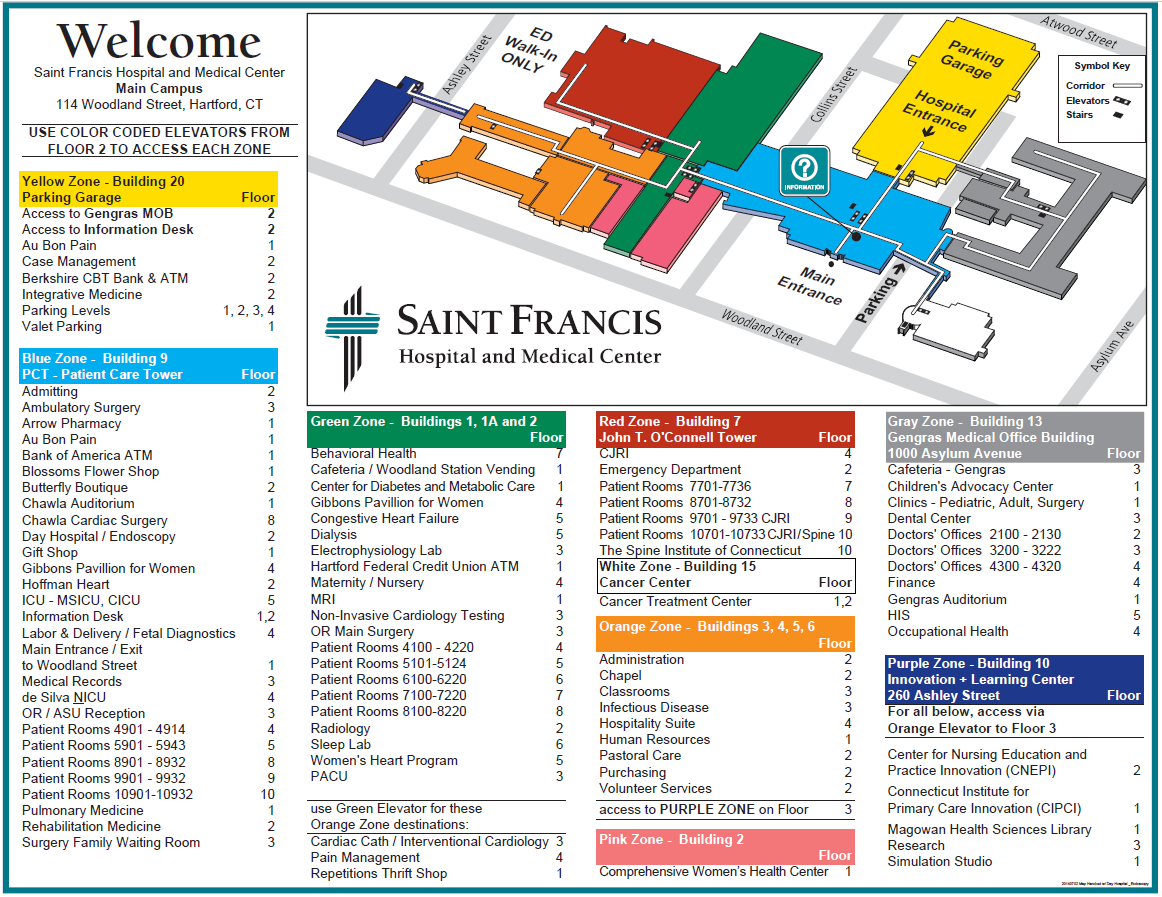 Welcome
Saint Francis Hospital and Medical Center
Main Campus
114 Woodland Street, Hartford, CT
USE COLOR CODED ELEVATORS FROM
FLOOR 2 TO ACCESS EACH ZONE
Yellow Zone - Building 20
Parking Garage Floor
Access to Gengras MOB 2
Access to Information Desk 2
Au Bon Pain 1
Case Management 2
Berkshire CBT Bank & ATM 2
Integrative Medicine 2
Parking Levels 1, 2, 3, 4
Valet Parking 1
Blue Zone - Building 9
PCT - Patient Care Tower Floor
Admitting 2
Ambulatory Surgery 3
Arrow Pharmacy 1
Au Bon Pain 1
Bank of America ATM 1
Blossoms Flower Shop 1
Butterfly Boutique 2
Chawla Auditorium 1
Chawla Cardiac Surgery 8
Day Hospital / Endoscopy 2
Gift Shop 1
Gibbons Pavillion for Women 4
Hoffman Heart 2
ICU - MSICU, CICU 5
Information Desk 1,2
Labor & Delivery / Fetal Diagnostics 4
Main Entrance / Exit
to Woodland Street 1
Medical Records 3
de Silva NICU 4
OR / ASU Reception 3
Patient Rooms 4901 - 4914 4
Patient Rooms 5901 - 5943 5
Patient Rooms 8901 - 8932 8
Patient Rooms 9901 - 9932 9
Patient Rooms 10901-10932 10
Pulmonary Medicine 1
Rehabilitation Medicine 2
Surgery Family Waiting Room 3
Ashley Street
ED
Walk-In
ONLY
Collins Street
Parking
Garage
Hospital
Entrance
Atwood Street
Symbol Key
Corridor
Elevators
Stairs
?
INFORMATION
Main
Entrance
Parking
Woodland Street
Asylum Ave
SAINT FRANCIS
Hospital and Medical Center
Green Zone - Buildings 1, 1A and 2
Floor
Behavioral Health 7
Cafeteria / Woodland Station Vending 1
Center for Diabetes and Metabolic Care 1
Gibbons Pavillion for Women 4
Congestive Heart Failure 5
Dialysis 5
Electrophysiology Lab 3
Hartford Federal Credit Union ATM 1
Maternity / Nursery 4
MRI 1
Non-Invasive Cardiology Testing 3
OR Main Surgery 3
Patient Rooms 4100 - 4220 4
Patient Rooms 5101-5124 5
Patient Rooms 6100-6220 6
Patient Rooms 7100-7220 7
Patient Rooms 8100-8220 8
Radiology 2
Sleep Lab 6
Women's Heart Program 5
PACU 3
use Green Elevator for these
Orange Zone destinations:
Cardiac Cath / Interventional Cardiology 3
Pain Management 4
Repetitions Thrift Shop 1
Red Zone - Building 7
John T. O'Connell Tower Floor
CJRI 4
Emergency Department 2
Patient Rooms 7701-7736 7
Patient Rooms 8701-8732 8
Patient Rooms 9701 - 9733 CJRI 9
Patient Rooms 10701-10733 CJRI/Spine 10
The Spine Institute of Connecticut 10
White Zone - Building 15
Cancer Center Floor
Cancer Treatment Center 1,2
Orange Zone - Buildings 3, 4, 5, 6
Floor
Administration 2
Chapel 2
Classrooms 3
Infectious Disease 3
Hospitality Suite 4
Human Resources 1
Pastoral Care 2
Purchasing 2
Volunteer Services 2
access to PURPLE ZONE on Floor 3
Pink Zone - Building 2
Floor
Comprehensive Women's Health Center 1
Gray Zone - Building 13
Gengras Medical Office Building
1000 Asylum Avenue Floor
Cafeteria - Gengras 3
Children's Advocacy Center 1
Clinics - Pediatric, Adult, Surgery 1
Dental Center 3
Doctors' Offices 2100 - 2130 2
Doctors' Offices 3200 - 3222 3
Doctors' Offices 4300 - 4320 4
Finance 4
Gengras Auditorium 1
HIS 5
Occupational Health 4
Purple Zone - Building 10
Innovation + Learning Center
260 Ashley Street Floor
For all below, access via
Orange Elevator to Floor 3
Center for Nursing Education and
Practice Innovation (CNEPI) 2
Connecticut Institute for
Primary Care Innovation (CIPCI) 1
Magowan Health Sciences Library 1
Research 3
Simulation Studio 1